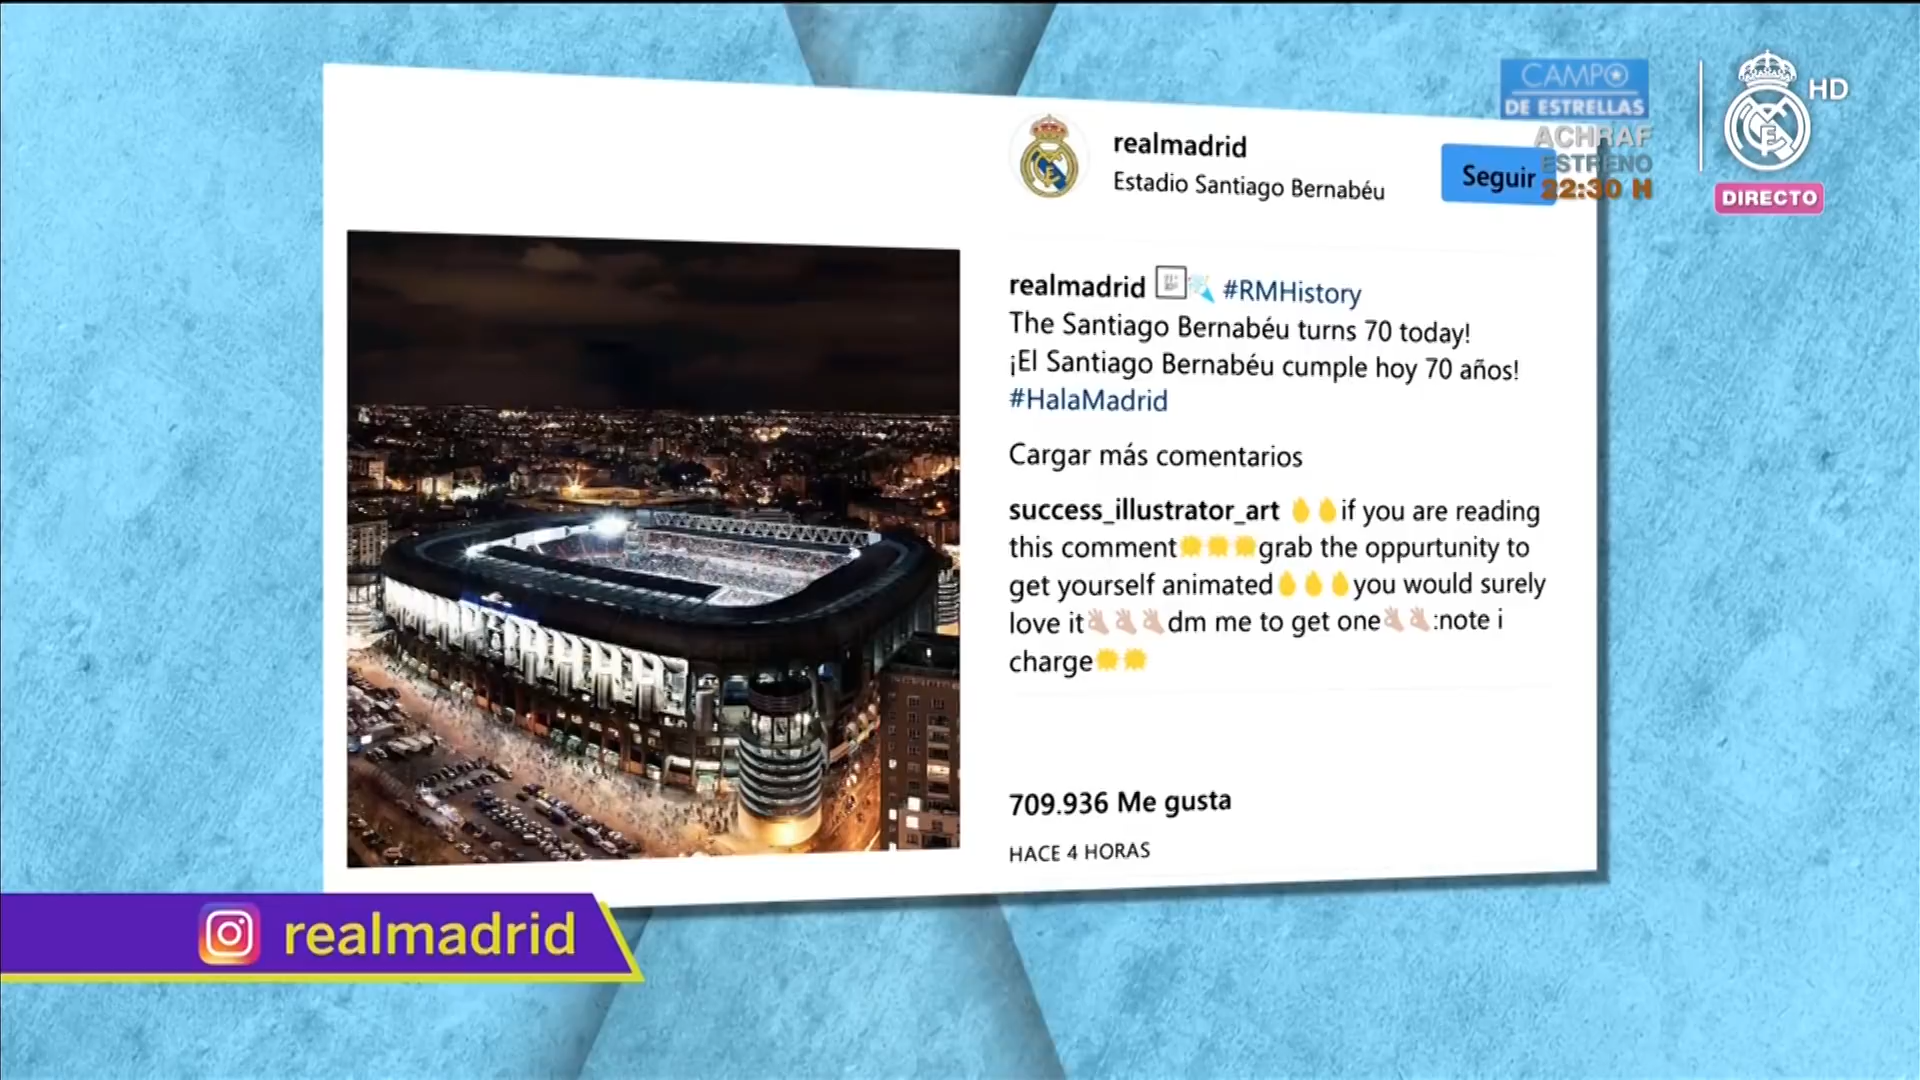 CAMPO
DE ESTRELLAS
ACHRAF
ESTRENO
22:30 H
HD
DIRECTO
realmadrid
Estadio Santiago Bernabéu
Seguir
realmadrid #RMHistory
The Santiago Bernabéu turns 70 today!
¡El Santiago Bernabéu cumple hoy 70 años!
#HalaMadrid
Cargar más comentarios
success_illustrator_art 🔥🔥if you are reading
this comment💥💥💥grab the oppurtunity to
get yourself animated🔥🔥🔥you would surely
love it👌🏻👌🏻👌🏻dm me to get one👌🏻👌🏻:note i
charge💥💥
709.936 Me gusta
HACE 4 HORAS
realmadrid